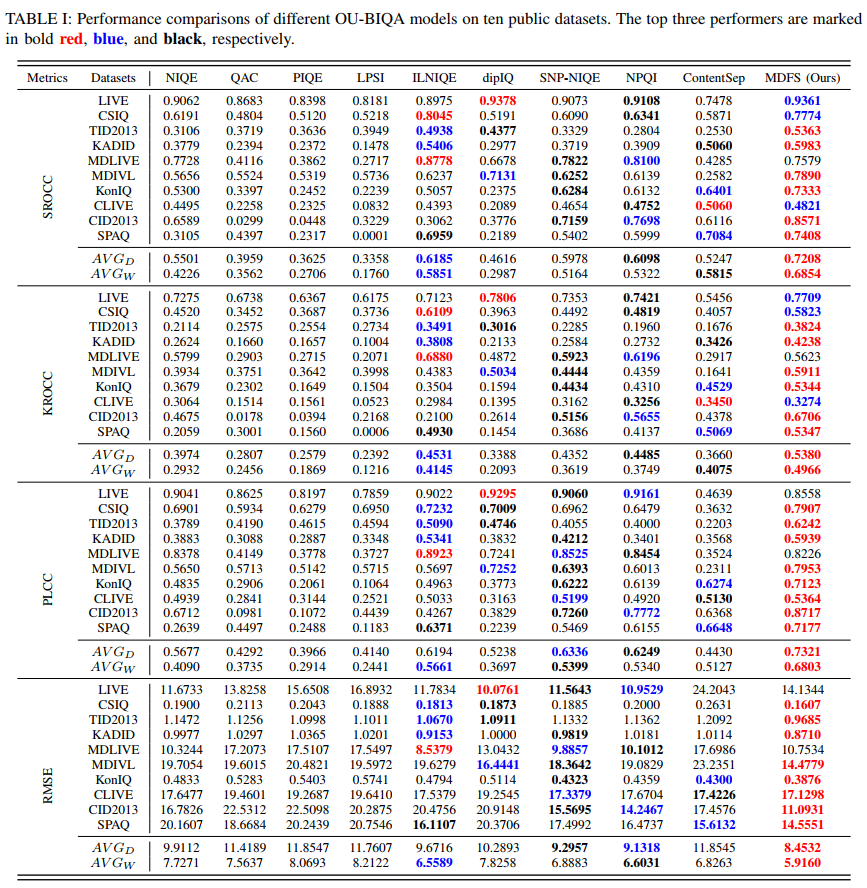 TABLE I: Performance comparisons of different OU-BIQA models on ten public datasets. The top three performers are marked
in bold red, blue, and black, respectively.
Metrics Datasets NIQE QAC PIQE LPSI ILNIQE dipIQ SNP-NIQE NPQI ContentSep MDFS (Ours)
SROCC
LIVE 0.9062 0.8683 0.8398 0.8181 0.8975 0.9378 0.9073 0.9108 0.7478 0.9361
CSIQ 0.6191 0.4804 0.5120 0.5218 0.8045 0.5191 0.6090 0.6341 0.5871 0.7774
TID2013 0.3106 0.3719 0.3636 0.3949 0.4938 0.4377 0.3329 0.2804 0.2530 0.5363
KADID 0.3779 0.2394 0.2372 0.1478 0.5406 0.2977 0.3719 0.3909 0.5060 0.5983
MDLIVE 0.7728 0.4116 0.3862 0.2717 0.8778 0.6678 0.7822 0.8100 0.4285 0.7579
MDIVL 0.5656 0.5524 0.5319 0.5736 0.6237 0.7131 0.6252 0.6139 0.2582 0.7890
KonIQ 0.5300 0.3397 0.2452 0.2239 0.5057 0.2375 0.6284 0.6132 0.6401 0.7333
CLIVE 0.4495 0.2258 0.2325 0.0832 0.4393 0.2089 0.4654 0.4752 0.5060 0.4821
CID2013 0.6589 0.0299 0.0448 0.3229 0.3062 0.3776 0.7159 0.7698 0.6116 0.8571
SPAQ 0.3105 0.4397 0.2317 0.0001 0.6959 0.2189 0.5402 0.5999 0.7084 0.7408
AVG_D 0.5501 0.3959 0.3625 0.3358 0.6185 0.4616 0.5978 0.6098 0.5247 0.7208
AVG_W 0.4226 0.3562 0.2706 0.1760 0.5851 0.2987 0.5164 0.5322 0.5815 0.6854
KROCC
LIVE 0.7275 0.6738 0.6367 0.6175 0.7123 0.7806 0.7353 0.7421 0.5456 0.7709
CSIQ 0.4520 0.3452 0.3687 0.3736 0.6109 0.3963 0.4492 0.4819 0.4057 0.5823
TID2013 0.2114 0.2575 0.2554 0.2734 0.3491 0.3016 0.2285 0.1960 0.1676 0.3824
KADID 0.2624 0.1660 0.1657 0.1004 0.3808 0.2133 0.2584 0.2732 0.3426 0.4238
MDLIVE 0.5799 0.2903 0.2715 0.2071 0.6880 0.4872 0.5923 0.6196 0.2917 0.5623
MDIVL 0.3934 0.3751 0.3642 0.3998 0.4383 0.5034 0.4444 0.4359 0.1641 0.5911
KonIQ 0.3679 0.2302 0.1649 0.1504 0.3504 0.1594 0.4434 0.4310 0.4529 0.5344
CLIVE 0.3064 0.1514 0.1561 0.0523 0.2984 0.1395 0.3162 0.3256 0.3450 0.3274
CID2013 0.4675 0.0178 0.0394 0.2168 0.2100 0.2614 0.5156 0.5655 0.4378 0.6706
SPAQ 0.2059 0.3001 0.1560 0.0006 0.4930 0.1454 0.3686 0.4137 0.5069 0.5347
AVG_D 0.3974 0.2807 0.2579 0.2392 0.4531 0.3388 0.4352 0.4485 0.3660 0.5380
AVG_W 0.2932 0.2456 0.1869 0.1216 0.4145 0.2093 0.3619 0.3749 0.4075 0.4966
PLCC
LIVE 0.9041 0.8625 0.8197 0.7859 0.9022 0.9295 0.9060 0.9161 0.4639 0.8558
CSIQ 0.6901 0.5934 0.6279 0.6950 0.7232 0.7009 0.6962 0.6479 0.3632 0.7907
TID2013 0.3789 0.4190 0.4615 0.4594 0.5090 0.4746 0.4055 0.4000 0.2203 0.6242
KADID 0.3883 0.3088 0.2887 0.3348 0.5341 0.3832 0.4212 0.3401 0.3568 0.5939
MDLIVE 0.8378 0.4149 0.3778 0.3727 0.8923 0.7241 0.8525 0.8454 0.3524 0.8226
MDIVL 0.5650 0.5713 0.5142 0.5715 0.5697 0.7252 0.6393 0.6013 0.2311 0.7953
KonIQ 0.4835 0.2906 0.2061 0.1064 0.4963 0.3773 0.6222 0.6139 0.6274 0.7123
CLIVE 0.4939 0.2841 0.3144 0.2521 0.5033 0.3163 0.5199 0.4920 0.5130 0.5364
CID2013 0.6712 0.0981 0.1072 0.4439 0.4267 0.3829 0.7260 0.7772 0.6368 0.8717
SPAQ 0.2639 0.4497 0.2488 0.1183 0.6371 0.2239 0.5469 0.6155 0.6648 0.7177
AVG_D 0.5677 0.4292 0.3966 0.4140 0.6194 0.5238 0.6336 0.6249 0.4430 0.7321
AVG_W 0.4090 0.3735 0.2914 0.2441 0.5661 0.3697 0.5399 0.5340 0.5127 0.6803
RMSE
LIVE 11.6733 13.8258 15.6508 16.8932 11.7834 10.0761 11.5643 10.9529 24.2043 14.1344
CSIQ 0.1900 0.2113 0.2043 0.1888 0.1813 0.1873 0.1885 0.2000 0.2631 0.1607
TID2013 1.1472 1.1256 1.0998 1.1011 1.0670 1.0911 1.1332 1.1362 1.2092 0.9685
KADID 0.9977 1.0297 1.0365 1.0201 0.9153 1.0000 0.9819 1.0181 1.0114 0.8710
MDLIVE 10.3244 17.2073 17.5107 17.5497 8.5379 13.0432 9.8857 10.1012 17.6986 10.7534
MDIVL 19.7054 19.6015 20.4821 19.5972 19.6279 16.4441 18.3642 19.0829 23.2351 14.4779
KonIQ 0.4833 0.5283 0.5403 0.5741 0.4794 0.5114 0.4323 0.4359 0.4300 0.3876
CLIVE 17.6477 19.4601 19.2687 19.6410 17.5379 19.2545 17.3379 17.6704 17.4226 17.1298
CID2013 16.7826 22.5312 22.5098 20.2875 20.4756 20.9148 15.5695 14.2467 17.4576 11.0931
SPAQ 20.1607 18.6684 20.2439 20.7546 16.1107 20.3706 17.4992 16.4737 15.6132 14.5551
AVG_D 9.9112 11.4189 11.8547 11.7607 9.6716 10.2893 9.2957 9.1318 11.8545 8.4532
AVG_W 7.7271 7.5637 8.0693 8.2122 6.5589 7.8258 6.8883 6.6031 6.8263 5.9160